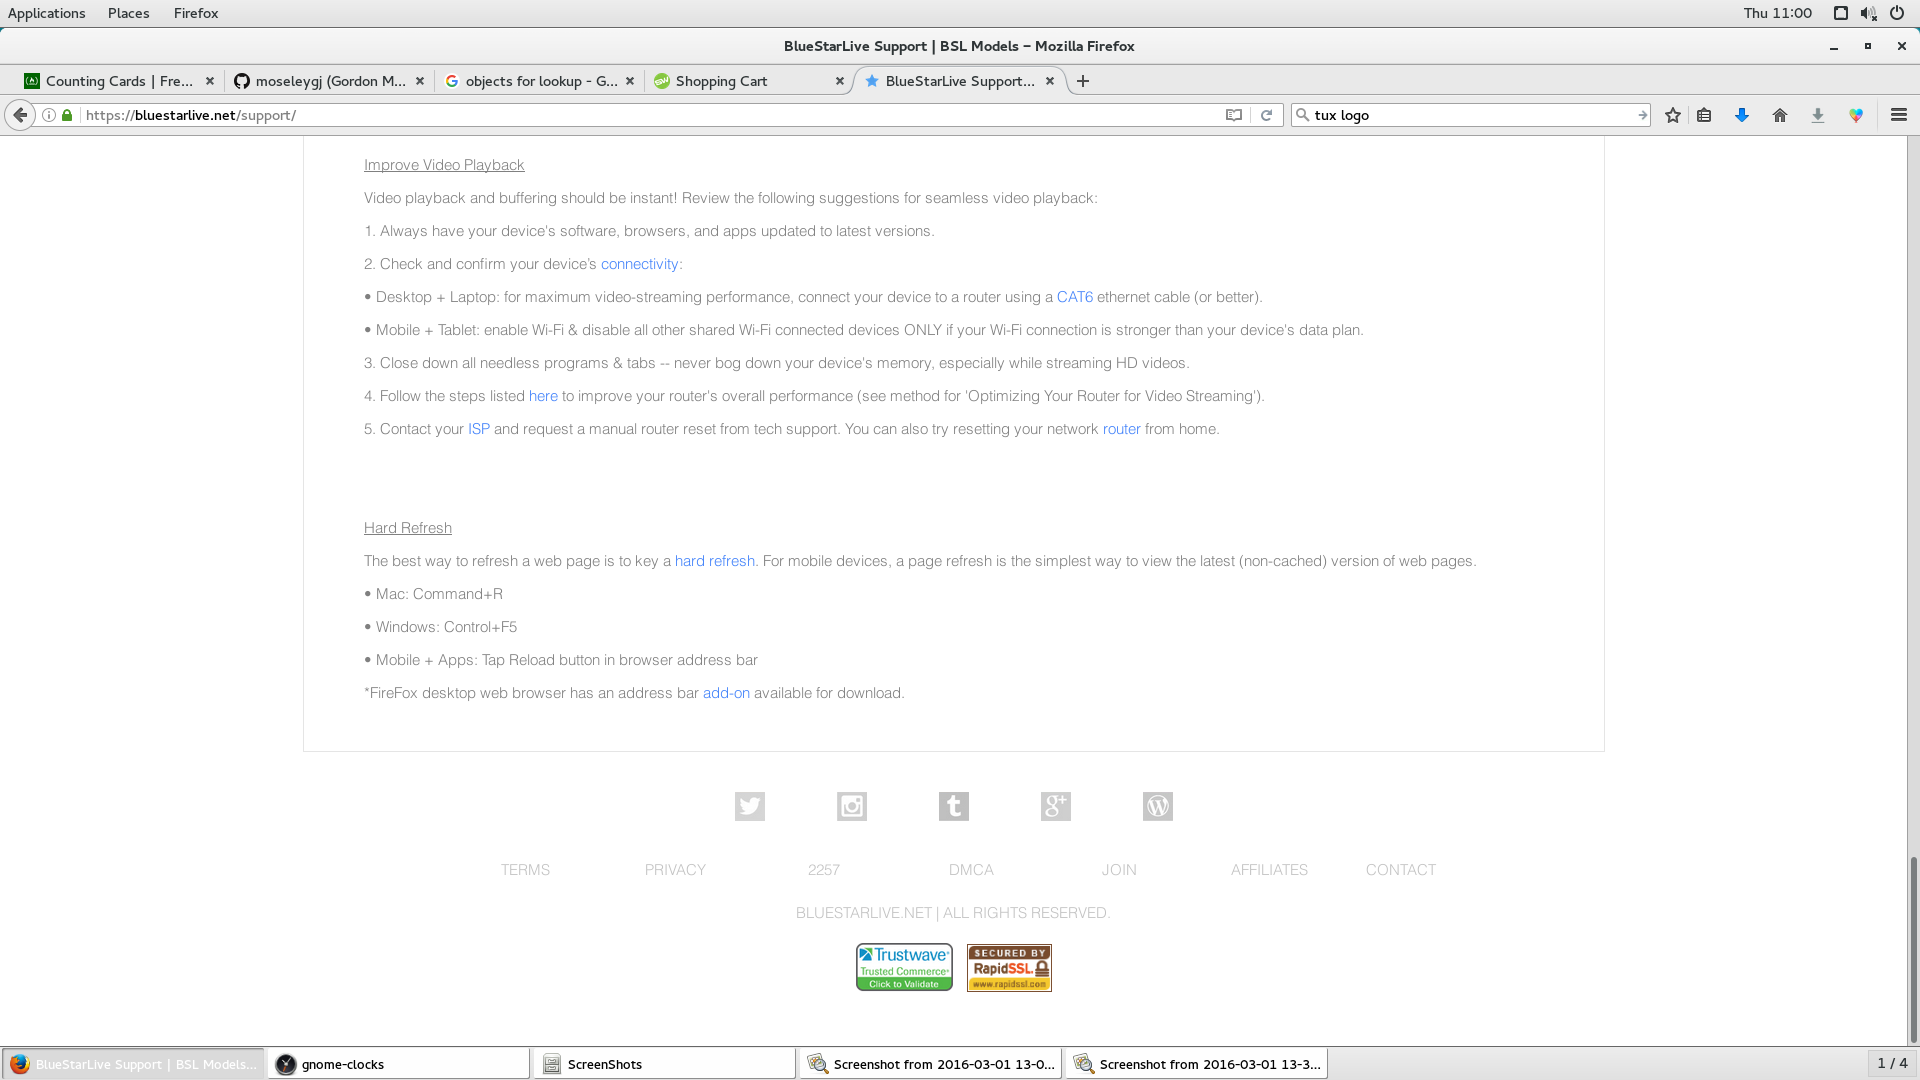 Applications Places Firefox Thu 11:00
BlueStarLive Support | BSL Models – Mozilla Firefox
Counting Cards | Fre... moseleygj (Gordon M... objects for lookup - G... Shopping Cart BlueStarLive Support...
https://bluestarlive.net/support/ tux logo
Improve Video Playback
Video playback and buffering should be instant! Review the following suggestions for seamless video playback:
1. Always have your device's software, browsers, and apps updated to latest versions.
2. Check and confirm your device's connectivity:
• Desktop + Laptop: for maximum video-streaming performance, connect your device to a router using a CAT6 ethernet cable (or better).
• Mobile + Tablet: enable Wi-Fi & disable all other shared Wi-Fi connected devices ONLY if your Wi-Fi connection is stronger than your device's data plan.
3. Close down all needless programs & tabs -- never bog down your device's memory, especially while streaming HD videos.
4. Follow the steps listed here to improve your router's overall performance (see method for 'Optimizing Your Router for Video Streaming').
5. Contact your ISP and request a manual router reset from tech support. You can also try resetting your network router from home.
Hard Refresh
The best way to refresh a web page is to key a hard refresh. For mobile devices, a page refresh is the simplest way to view the latest (non-cached) version of web pages.
• Mac: Command+R
• Windows: Control+F5
• Mobile + Apps: Tap Reload button in browser address bar
*FireFox desktop web browser has an address bar add-on available for download.
TERMS PRIVACY 2257 DMCA JOIN AFFILIATES CONTACT
BLUESTARLIVE.NET | ALL RIGHTS RESERVED.
Trustwave® Trusted Commerce® Click to Validate
SECURED BY RapidSSL. www.rapidssl.com
BlueStarLive Support | BSL Models... gnome-clocks ScreenShots Screenshot from 2016-03-01 13-0... Screenshot from 2016-03-01 13-3... 1 / 4